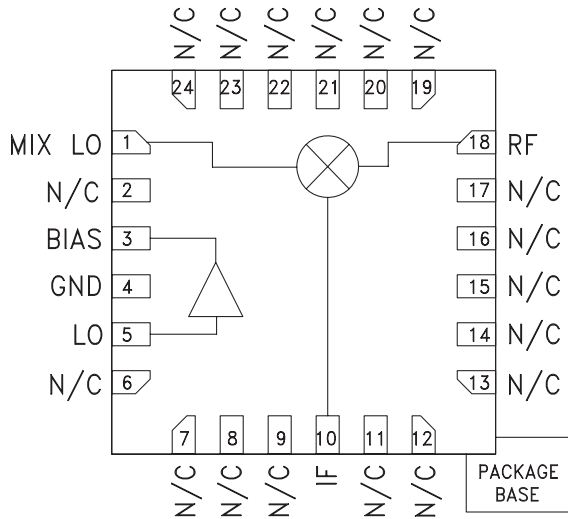 N/C N/C N/C N/C N/C N/C
24 23 22 21 20 19
MIX LO 1
N/C 2
BIAS 3
GND 4
LO 5
N/C 6
18 RF
17 N/C
16 N/C
15 N/C
14 N/C
13 N/C
7 8 9 10 11 12
N/C N/C N/C IF N/C N/C
PACKAGE
BASE